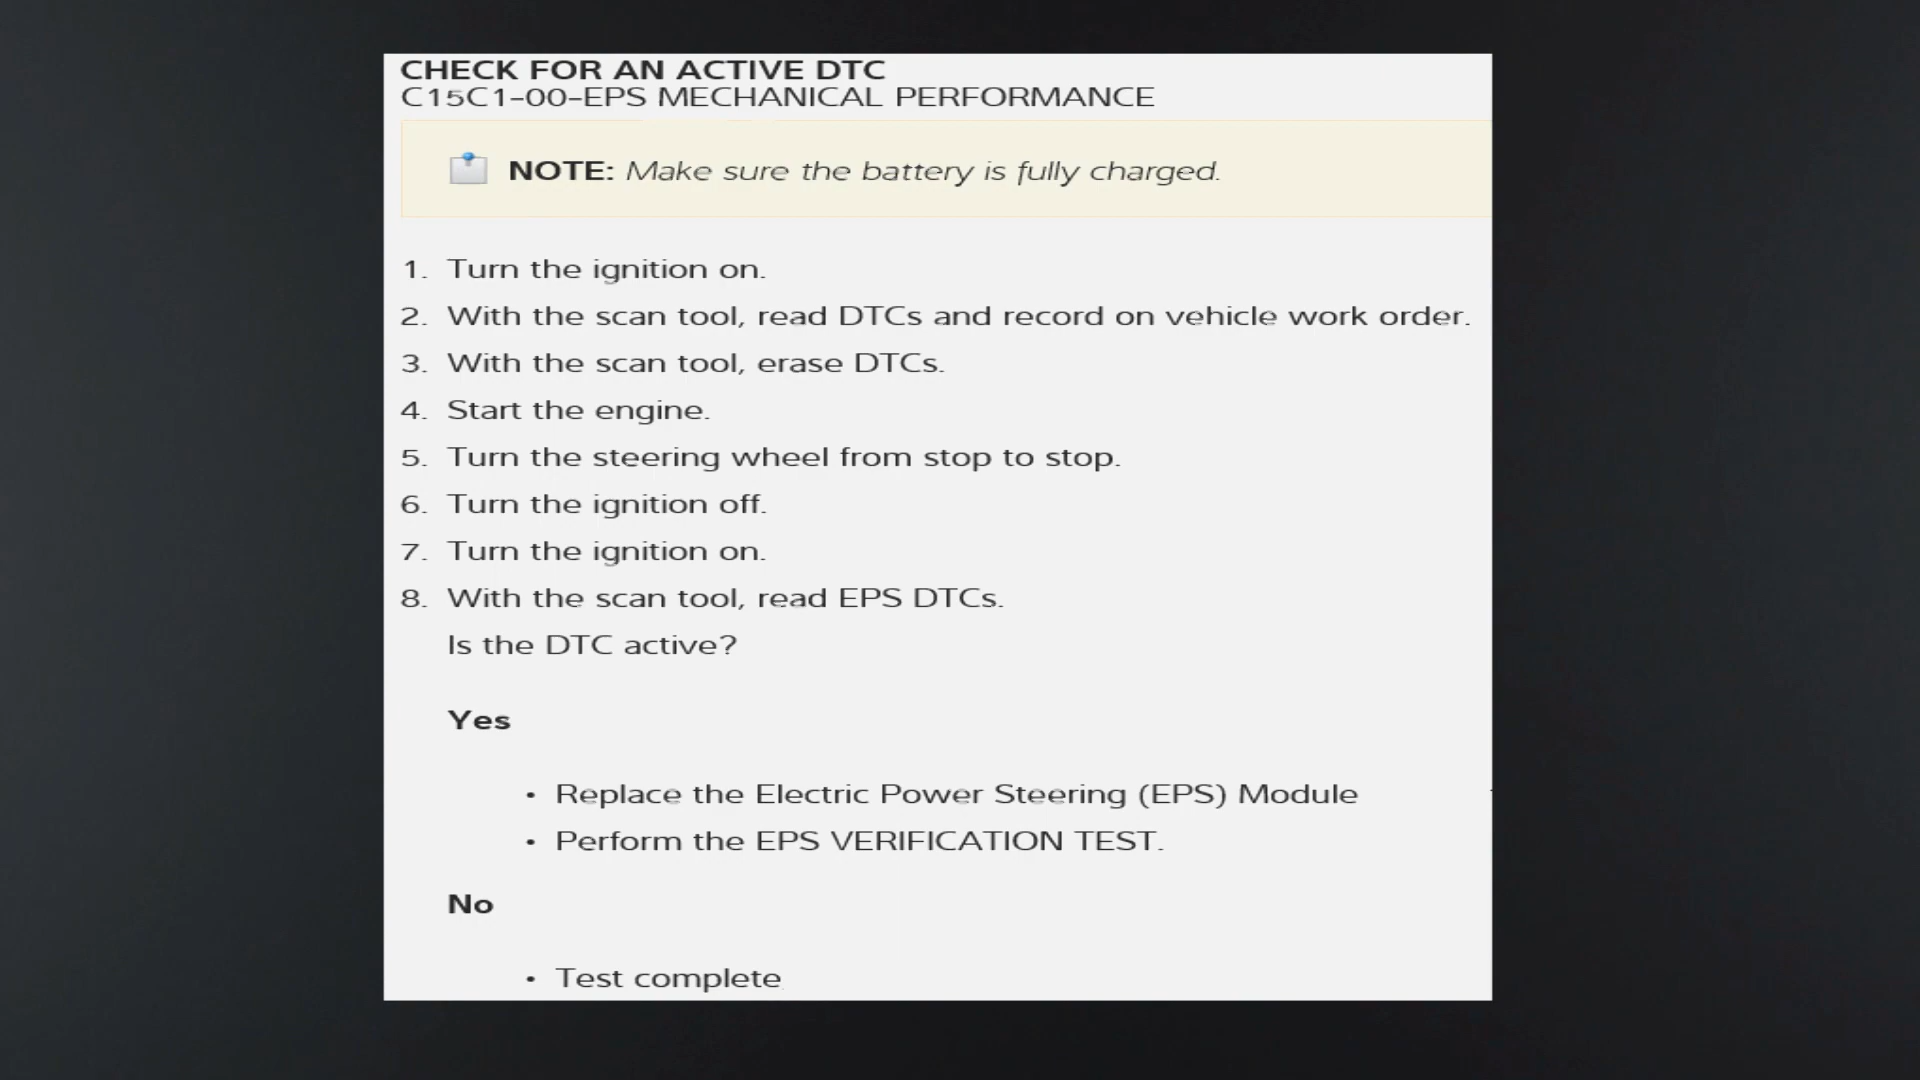 CHECK FOR AN ACTIVE DTC
C15C1-00-EPS MECHANICAL PERFORMANCE
NOTE: Make sure the battery is fully charged.
1. Turn the ignition on.
2. With the scan tool, read DTCs and record on vehicle work order.
3. With the scan tool, erase DTCs.
4. Start the engine.
5. Turn the steering wheel from stop to stop.
6. Turn the ignition off.
7. Turn the ignition on.
8. With the scan tool, read EPS DTCs.
Is the DTC active?
Yes
• Replace the Electric Power Steering (EPS) Module
• Perform the EPS VERIFICATION TEST.
No
• Test complete